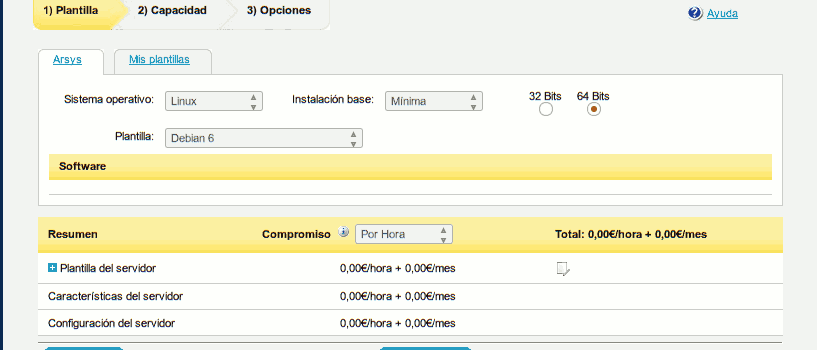 1) Plantilla 2) Capacidad 3) Opciones
Ayuda
Arsys Mis plantillas
Sistema operativo: Linux Instalación base: Mínima 32 Bits 64 Bits
Plantilla: Debian 6
Software
Resumen Compromiso Por Hora Total: 0,00€/hora + 0,00€/mes
Plantilla del servidor 0,00€/hora + 0,00€/mes
Características del servidor 0,00€/hora + 0,00€/mes
Configuración del servidor 0,00€/hora + 0,00€/mes